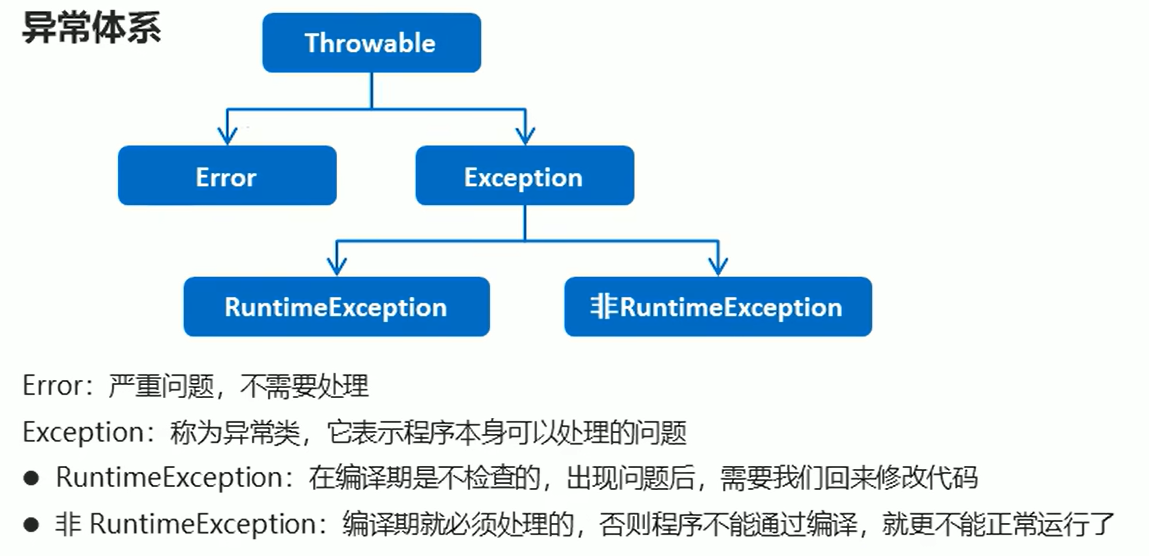 异常体系
Throwable
Error
Exception
RuntimeException
非RuntimeException
Error：严重问题，不需要处理
Exception：称为异常类，它表示程序本身可以处理的问题
● RuntimeException：在编译期是不检查的，出现问题后，需要我们回来修改代码
● 非 RuntimeException：编译期就必须处理的，否则程序不能通过编译，就更不能正常运行了